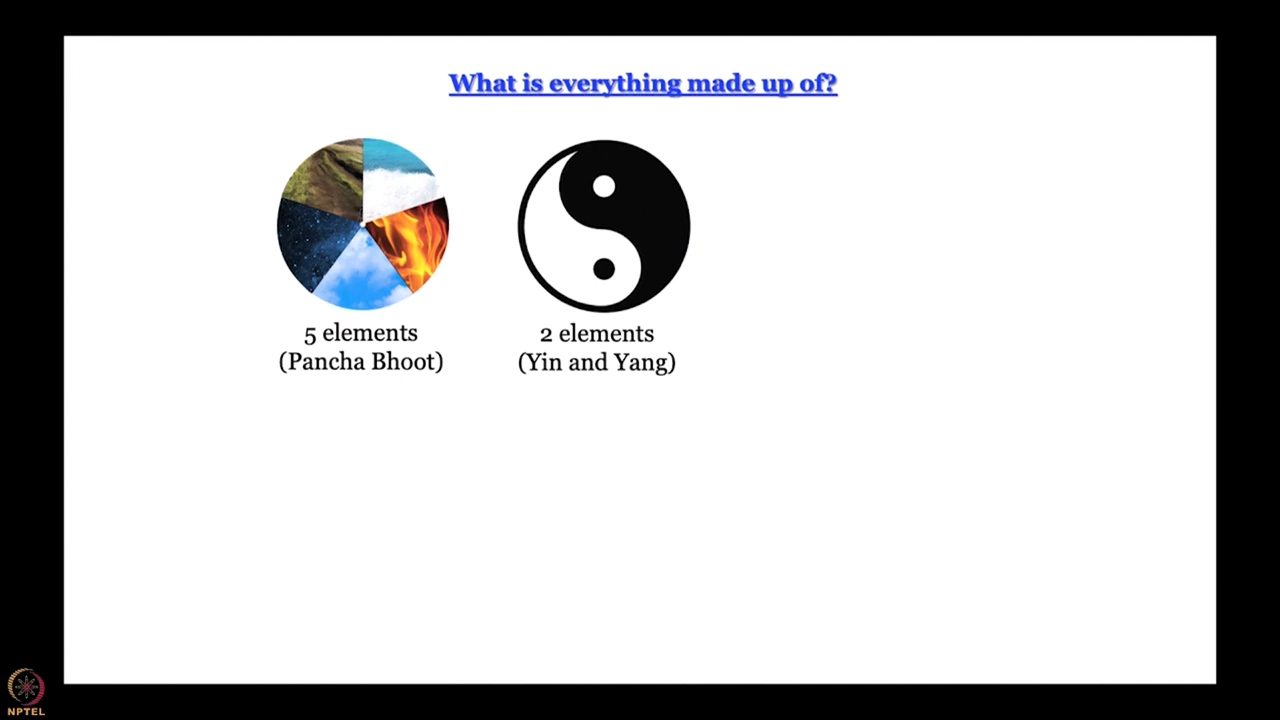 What is everything made up of?
5 elements
(Pancha Bhoot)
2 elements
(Yin and Yang)
NPTEL